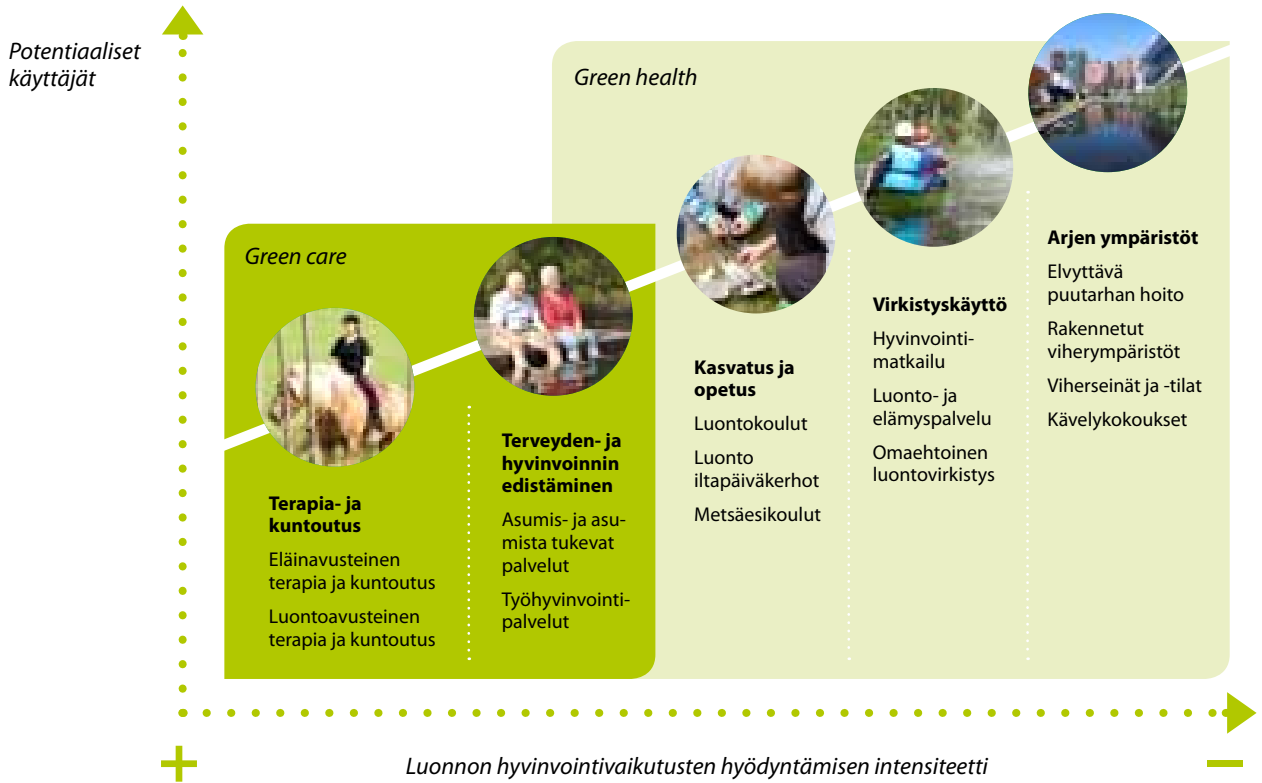 Potentiaaliset
käyttäjät
Green health
Green care
Terapia- ja
kuntoutus
Eläinavusteinen
terapia ja kuntoutus
Luontoavusteinen
terapia ja kuntoutus
Terveyden- ja
hyvinvoinnin
edistäminen
Asumis- ja asu-
mista tukevat
palvelut
Työhyvinvointi-
palvelut
Kasvatus ja
opetus
Luontokoulut
Luonto
iltapäiväkerhot
Metsäesikoulut
Virkistyskäyttö
Hyvinvointi-
matkailu
Luonto- ja
elämyspalvelu
Omaehtoinen
luontovirkistys
Arjen ympäristöt
Elvyttävä
puutarhan hoito
Rakennetut
viherympäristöt
Viherseinät ja -tilat
Kävelykokoukset
+
Luonnon hyvinvointivaikutusten hyödyntämisen intensiteetti
–